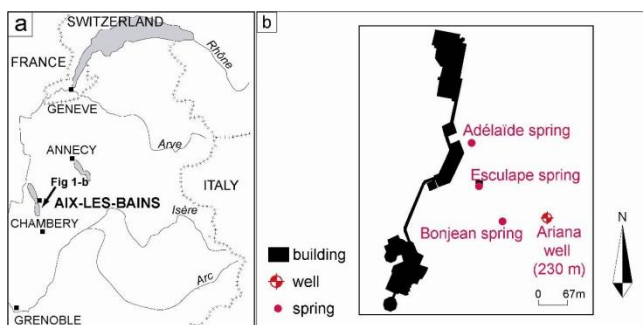 a
SWITZERLAND
FRANCE
Rhône
GENEVE
Arve
ANNECY
Fig 1-b
ITALY
AIX-LES-BAINS
Isère
CHAMBERY
Arc
GRENOBLE
b
Adélaïde spring
Esculape spring
Bonjean spring
Ariana
well
(230 m)
building
well
spring
N
0 67m